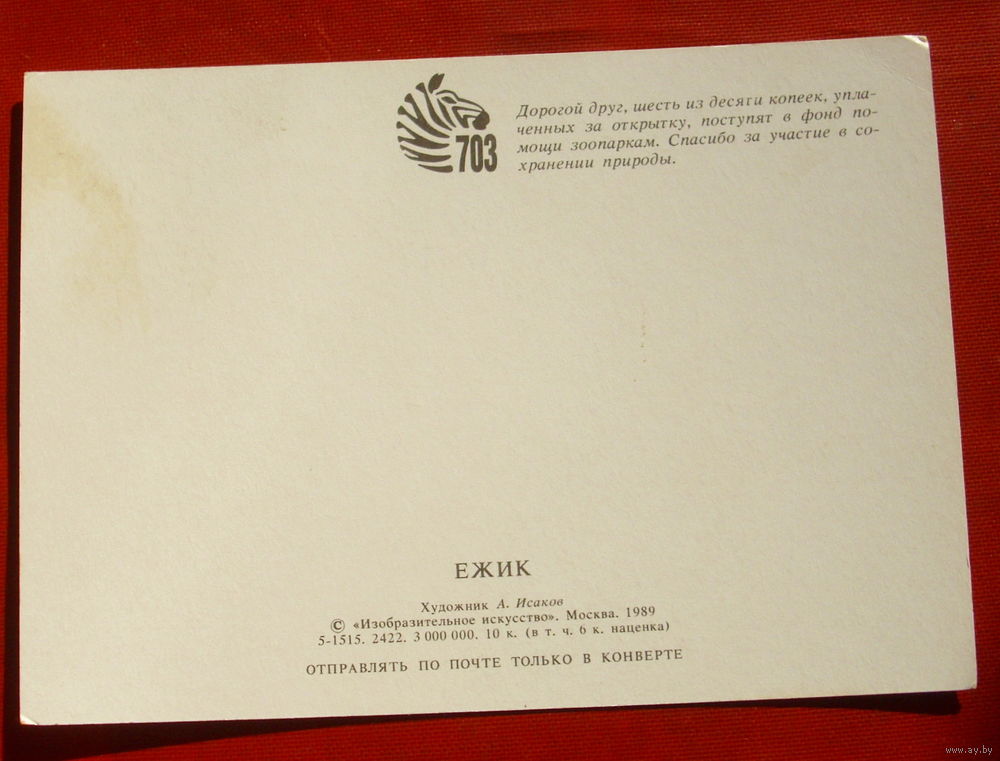 Дорогой друг, шесть из десяти копеек, упла-
ченных за открытку, поступят в фонд по-
мощи зоопаркам. Спасибо за участие в со-
хранении природы.
703
ЕЖИК
Художник А. Исаков
© «Изобразительное искусство». Москва. 1989
5-1515. 2422. 3 000 000. 10 к. (в т. ч. 6 к. наценка)
ОТПРАВЛЯТЬ ПО ПОЧТЕ ТОЛЬКО В КОНВЕРТЕ
www.ay.by